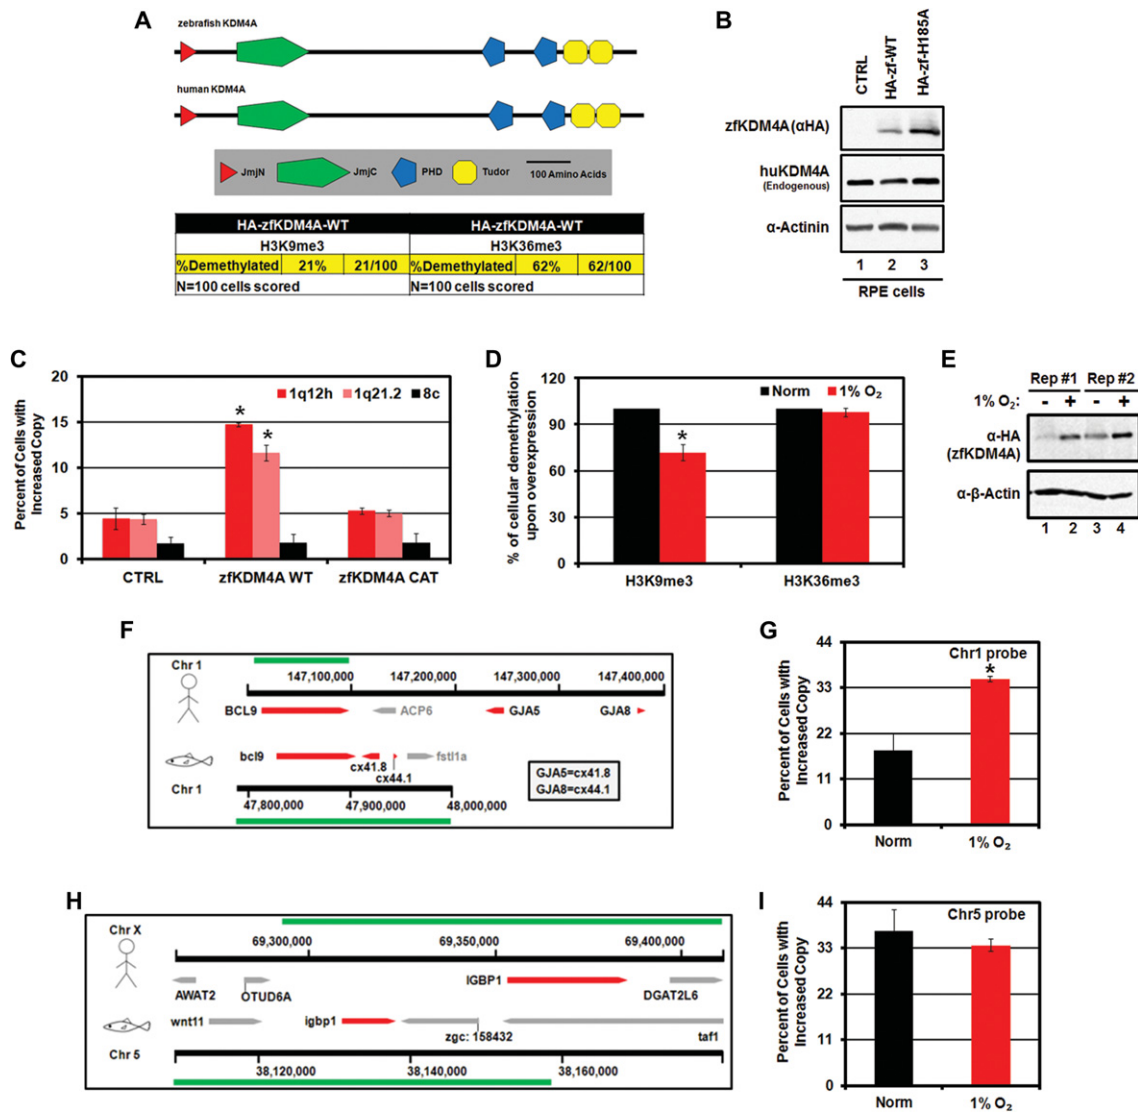 A
zebrafish KDM4A
human KDM4A
JmjN
JmjC
PHD
Tudor
100 Amino Acids
HA-zfKDM4A-WT
HA-zfKDM4A-WT
H3K9me3
H3K36me3
%Demethylated 21% 21/100
%Demethylated 62% 62/100
N=100 cells scored
N=100 cells scored
B
CTRL
HA-zf-WT
HA-zf-H185A
zfKDM4A(αHA)
huKDM4A
(Endogenous)
α-Actinin
1 2 3
RPE cells
C
Percent of Cells with
Increased Copy
20
15
10
5
0
1q12h 1q21.2 8c
*
*
CTRL
zfKDM4A WT
zfKDM4A CAT
D
% of cellular demethylation
upon overexpression
120
90
60
30
0
Norm 1% O₂
*
H3K9me3
H3K36me3
E
Rep #1 Rep #2
1% O₂: - + - +
α-HA
(zfKDM4A)
α-β-Actin
1 2 3 4
F
Chr 1
147,100,000 147,200,000 147,300,000 147,400,000
BCL9
ACP6
GJA5
GJA8
bcl9
cx41.8
cx44.1
fstl1a
GJA5=cx41.8
GJA8=cx44.1
Chr 1
47,800,000 47,900,000 48,000,000
G
Percent of Cells with
Increased Copy
44
33
22
11
0
Chr1 probe
*
Norm
1% O₂
H
Chr X
69,300,000 69,350,000 69,400,000
AWAT2
OTUD6A
IGBP1
DGAT2L6
wnt11
igbp1
zgc: 158432
taf1
Chr 5
38,120,000 38,140,000 38,160,000
I
Percent of Cells with
Increased Copy
44
33
22
11
0
Chr5 probe
Norm
1% O₂